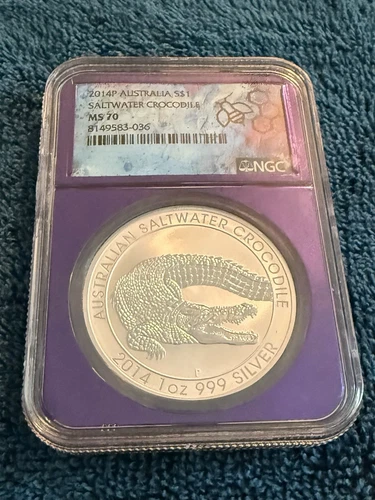 2014P AUSTRALIA S$1
SALTWATER CROCODILE
MS 70
8149583-036
NGC
AUSTRALIAN SALTWATER CROCODILE
P
2014 1oz 999 SILVER